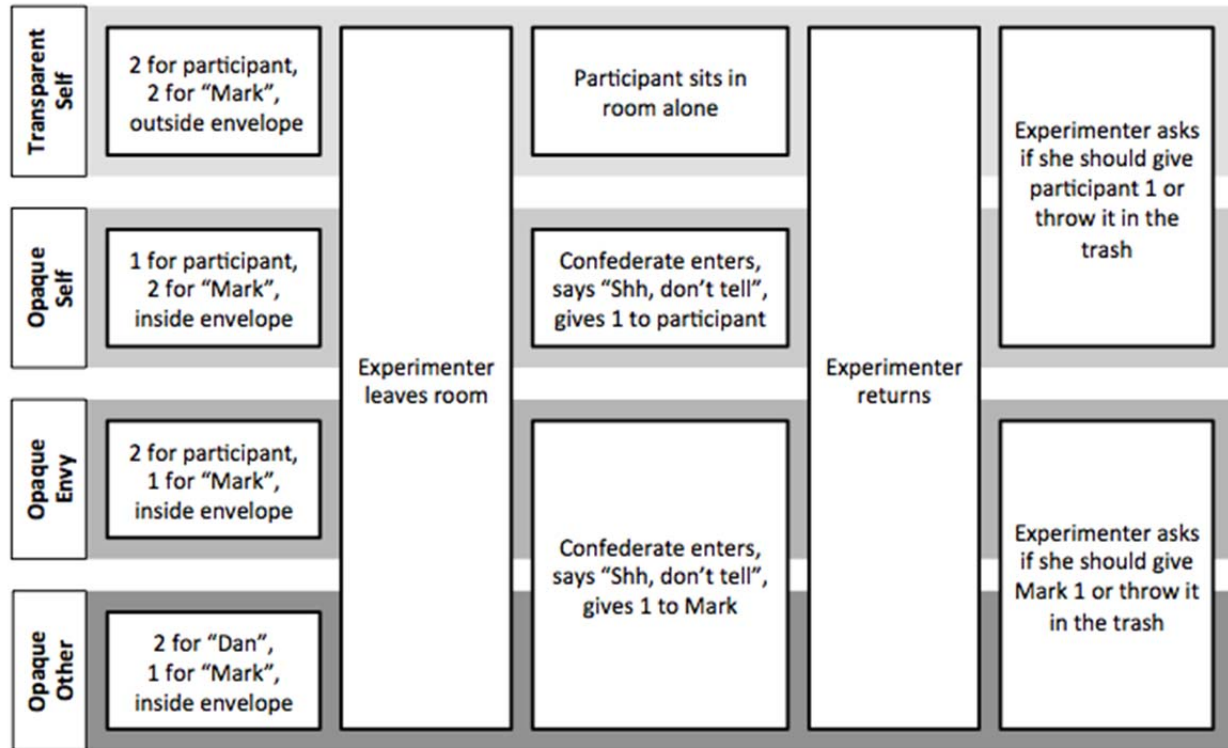 Transparent
Self
2 for participant,
2 for “Mark”,
outside envelope
Participant sits in
room alone
Experimenter asks
if she should give
participant 1 or
throw it in the
trash
Opaque
Self
1 for participant,
2 for “Mark”,
inside envelope
Experimenter
leaves room
Confederate enters,
says “Shh, don’t tell”,
gives 1 to participant
Experimenter
returns
Opaque
Envy
2 for participant,
1 for “Mark”,
inside envelope
Confederate enters,
says “Shh, don’t tell”,
gives 1 to Mark
Experimenter asks
if she should give
Mark 1 or throw it
in the trash
Opaque
Other
2 for “Dan”,
1 for “Mark”,
inside envelope